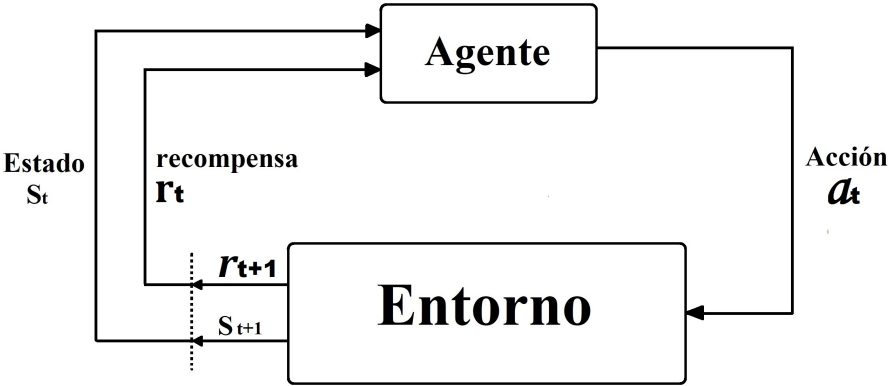 Agente
Estado
St
recompensa
rt
Acción
at
rt+1
St+1
Entorno